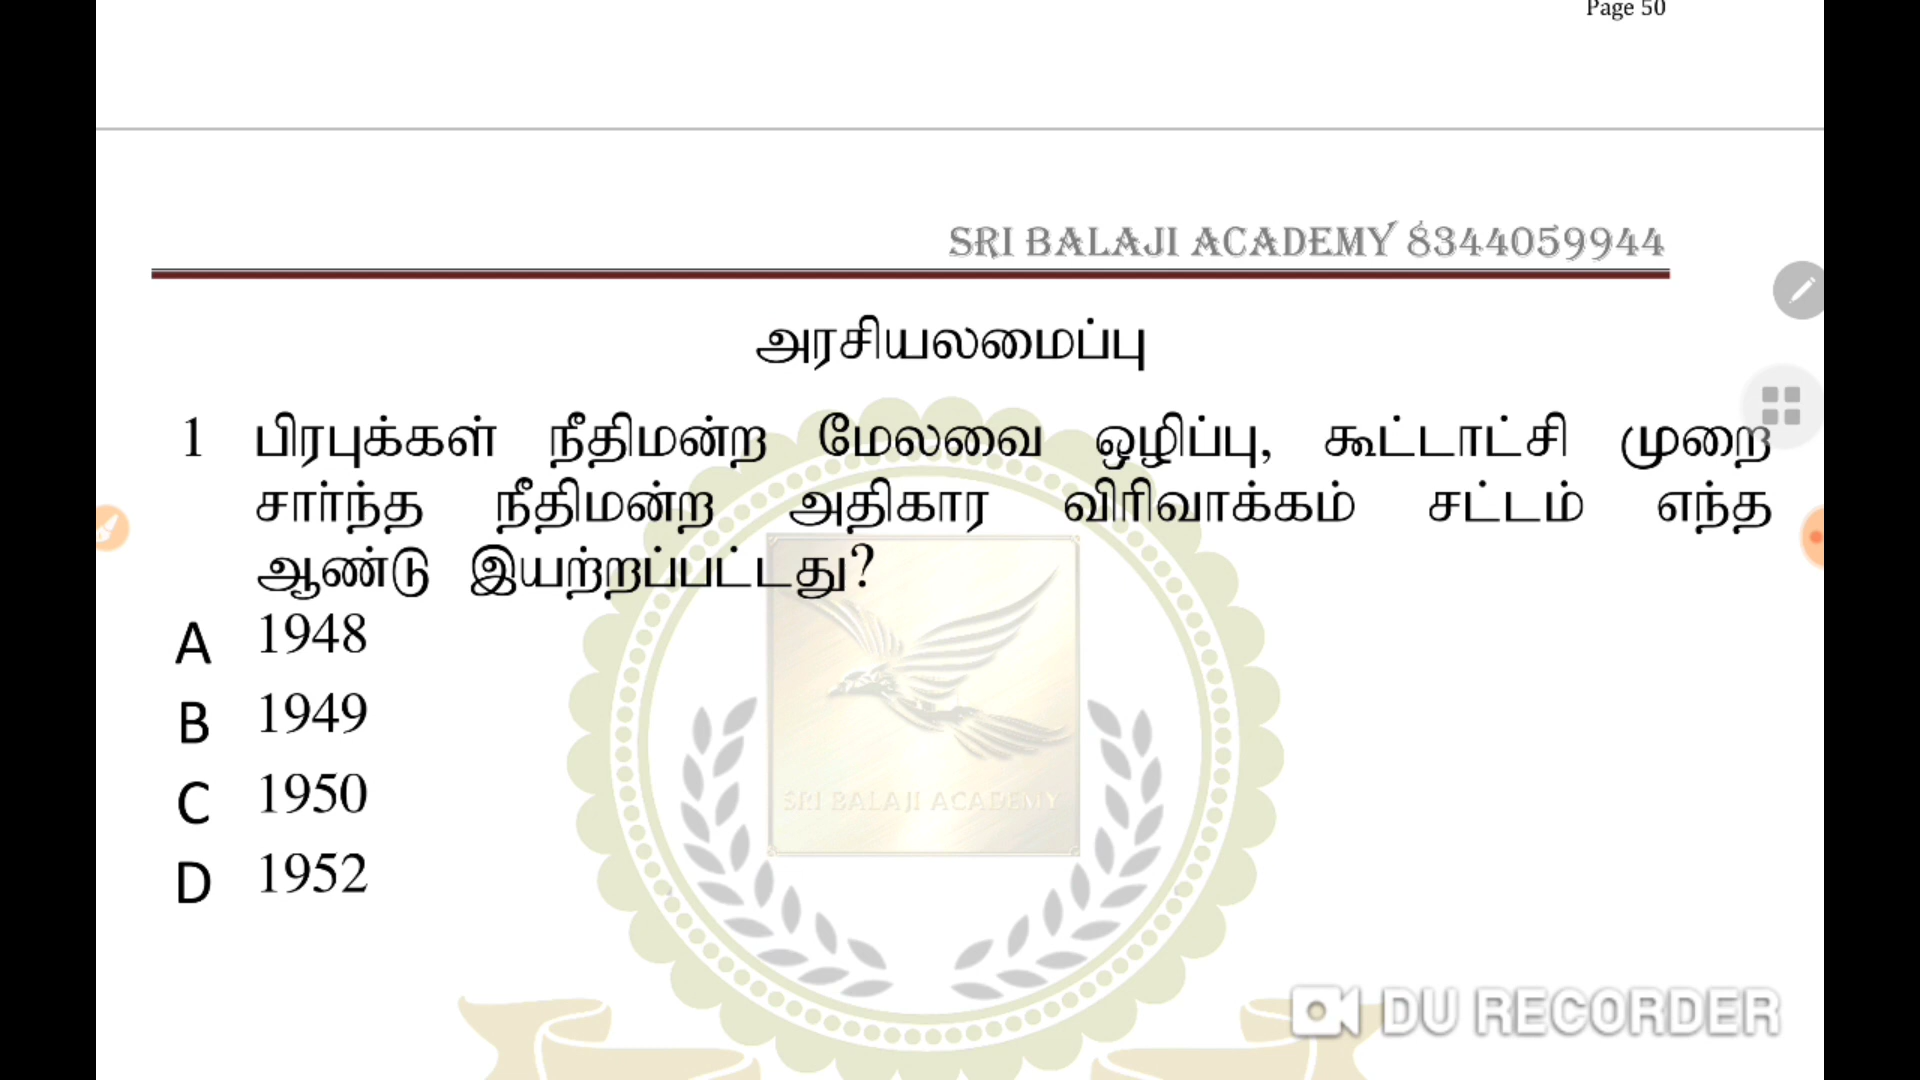 Page 50
SRI BALAJI ACADEMY 8344059944
அரசியலமைப்பு
1 பிரபுக்கள் நீதிமன்ற மேலவை ஒழிப்பு, கூட்டாட்சி முறை
சார்ந்த நீதிமன்ற அதிகார விரிவாக்கம் சட்டம் எந்த
ஆண்டு இயற்றப்பட்டது?
A 1948
B 1949
C 1950
D 1952
SRI BALAJI ACADEMY
DU RECORDER